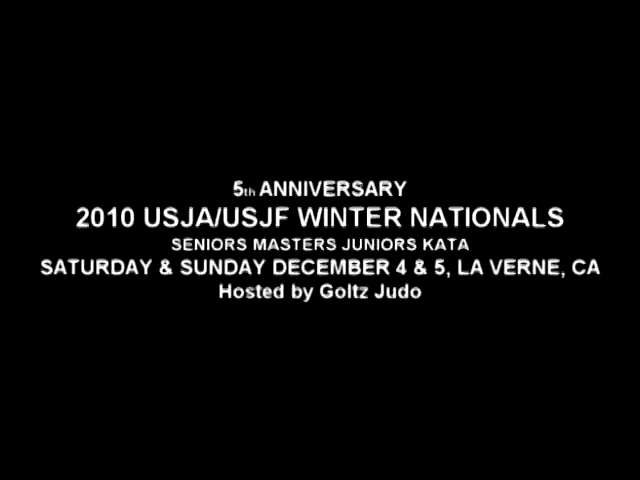 5th ANNIVERSARY
2010 USJA/USJF WINTER NATIONALS
SENIORS MASTERS JUNIORS KATA
SATURDAY & SUNDAY DECEMBER 4 & 5, LA VERNE, CA
Hosted by Goltz Judo